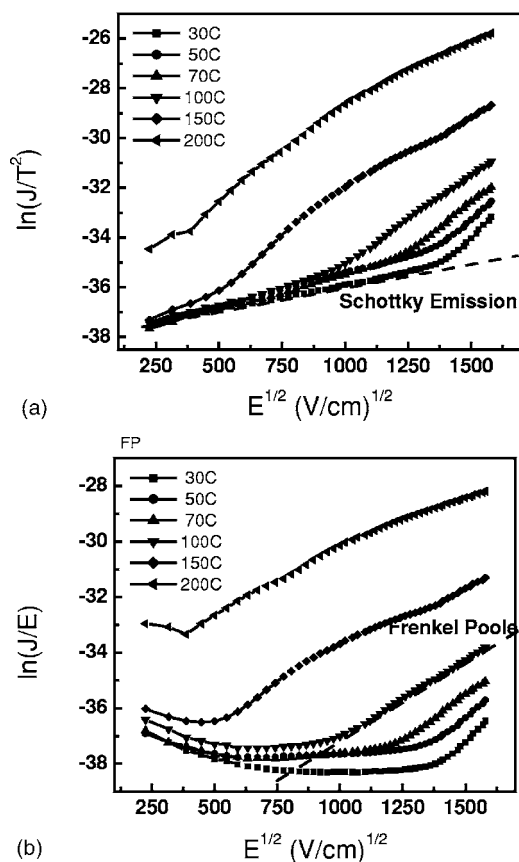 -26
-28
-30
-32
-34
-36
-38
ln(J/T²)
30C
50C
70C
100C
150C
200C
Schottky Emission
250 500 750 1000 1250 1500
E^1/2 (V/cm)^1/2
(a)
FP
-28
-30
-32
-34
-36
-38
ln(J/E)
30C
50C
70C
100C
150C
200C
Frenkel Poole
250 500 750 1000 1250 1500
E^1/2 (V/cm)^1/2
(b)